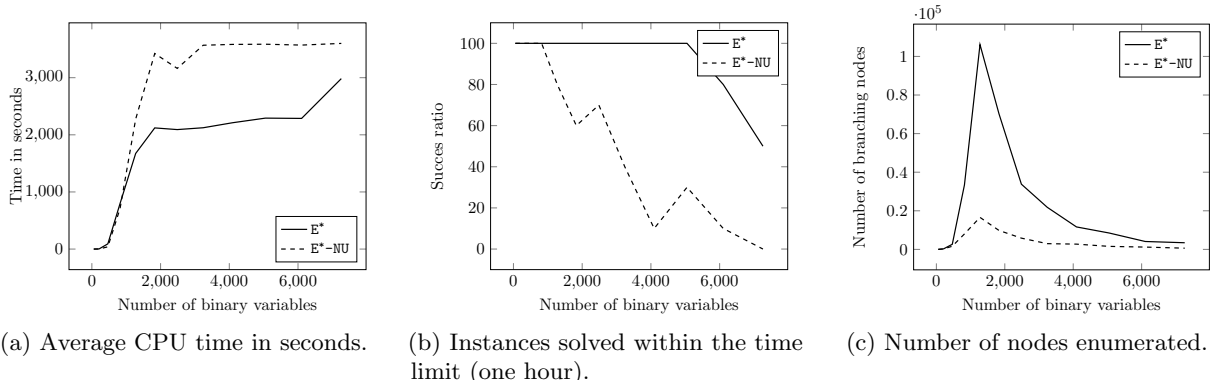 Time in seconds
3,000
2,000
1,000
0
0
2,000
4,000
6,000
Number of binary variables
E*
E*-NU
(a) Average CPU time in seconds.
Succes ratio
100
80
60
40
20
0
0
2,000
4,000
6,000
Number of binary variables
E*
E*-NU
(b) Instances solved within the time
limit (one hour).
Number of branching nodes
·10⁵
1
0.8
0.6
0.4
0.2
0
0
2,000
4,000
6,000
Number of binary variables
E*
E*-NU
(c) Number of nodes enumerated.